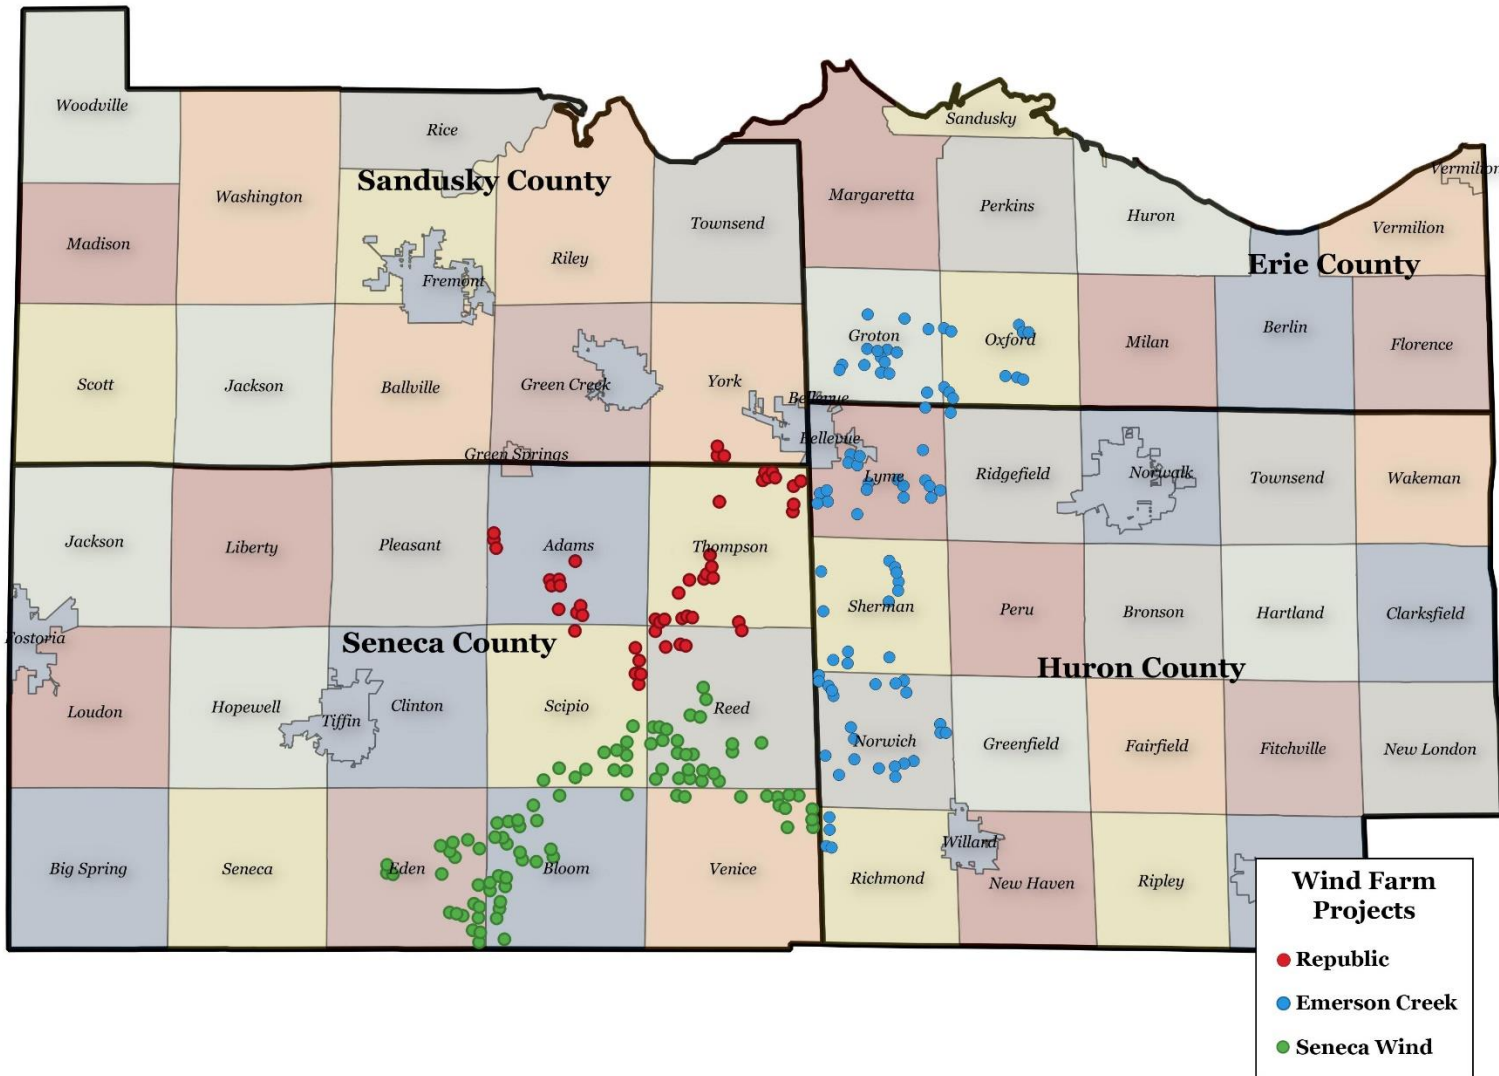 Woodville
Rice
Sandusky
Vermilion
Washington
Sandusky County
Margaretta
Perkins
Huron
Townsend
Vermilion
Madison
Riley
Erie County
Fremont
Groton
Oxford
Milan
Berlin
Florence
Scott
Jackson
Ballville
Green Creek
York
Bellevue
Bellevue
Green Springs
Lyme
Ridgefield
Norwalk
Townsend
Wakeman
Jackson
Liberty
Pleasant
Adams
Thompson
Sherman
Peru
Bronson
Hartland
Clarksfield
Fostoria
Seneca County
Huron County
Loudon
Hopewell
Tiffin
Clinton
Scipio
Reed
Norwich
Greenfield
Fairfield
Fitchville
New London
Willard
Big Spring
Seneca
Eden
Bloom
Venice
Richmond
New Haven
Ripley
Wind Farm
Projects
Republic
Emerson Creek
Seneca Wind